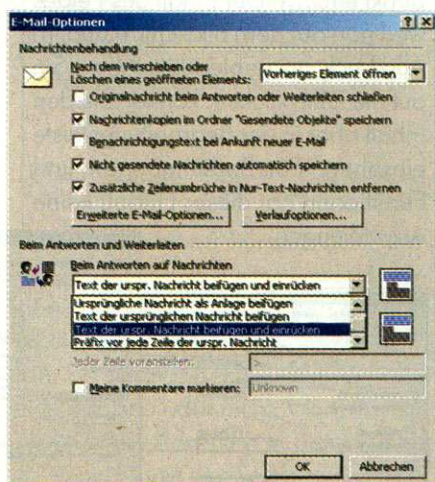 E-Mail-Optionen
Nachrichtenbehandlung
Nach dem Verschieben oder
Löschen eines geöffneten Elements: Vorheriges Element öffnen
Originalnachricht beim Antworten oder Weiterleiten schließen
Nachrichtenkopien im Ordner "Gesendete Objekte" speichern
Benachrichtigungstext bei Ankunft neuer E-Mail
Nicht gesendete Nachrichten automatisch speichern
Zusätzliche Zeilenumbrüche in Nur-Text-Nachrichten entfernen
Erweiterte E-Mail-Optionen... Verlaufoptionen...
Beim Antworten und Weiterleiten
Beim Antworten auf Nachrichten
Text der urspr. Nachricht beifügen und einrücken
Ursprüngliche Nachricht als Anlage beifügen
Text der ursprünglichen Nachricht beifügen
Text der urspr. Nachricht beifügen und einrücken
Präfix vor jede Zeile der urspr. Nachricht
Jeder Zeile voranstellen: >
Meine Kommentare markieren: Unknown
OK Abbrechen